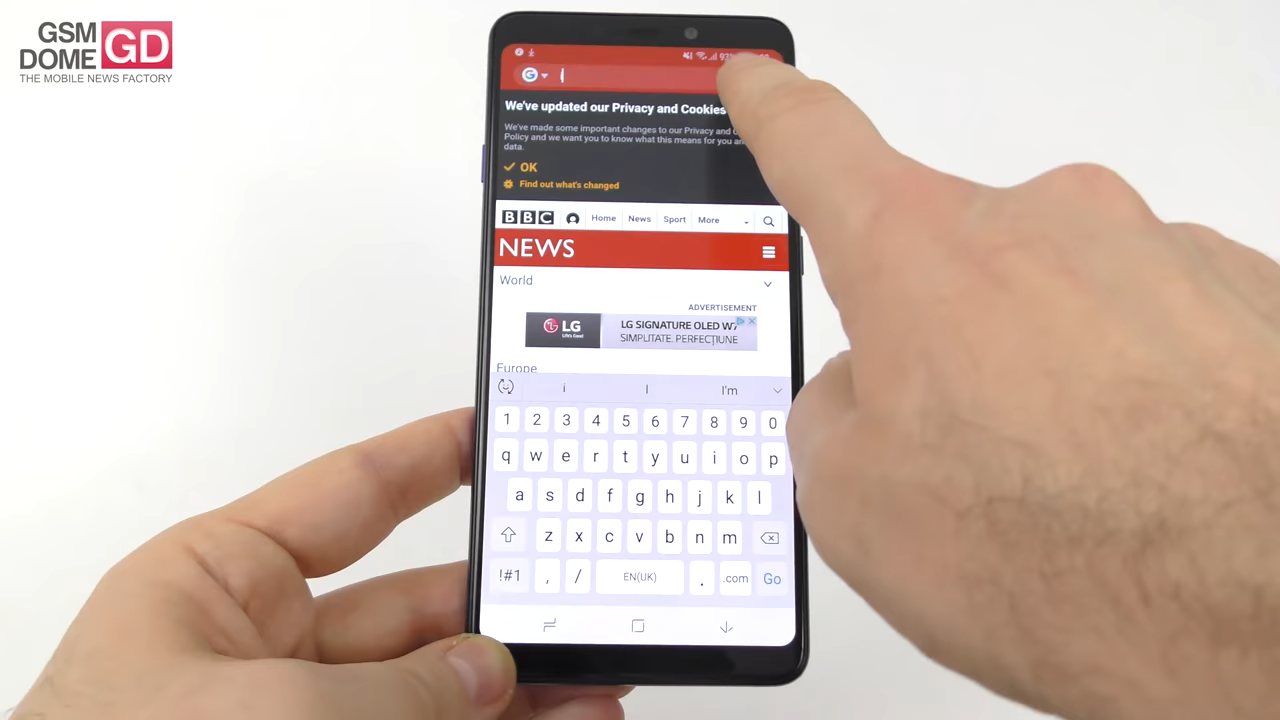 GSM
DOME GD
THE MOBILE NEWS FACTORY
We've updated our Privacy and Cookies
We've made some important changes to our Privacy and
Policy and we want you to know what this means for you
data.
OK
Find out what's changed
BBC Home News Sport More
NEWS
World
ADVERTISEMENT
LG LG SIGNATURE OLED W7
Life's Good SIMPLITATE. PERFECȚIUNE
Europe
i I I'm
1 2 3 4 5 6 7 8 9 0
q w e r t y u i o p
a s d f g h j k l
z x c v b n m
!#1 , / EN(UK) . .com Go